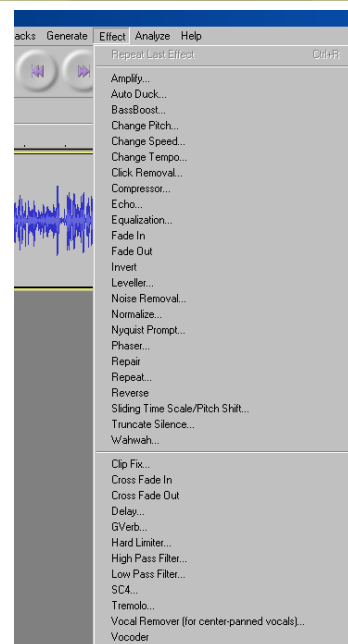 acks Generate Effect Analyze Help
Repeat Last Effect Ctrl+R
Amplify...
Auto Duck...
BassBoost...
Change Pitch...
Change Speed...
Change Tempo...
Click Removal...
Compressor...
Echo...
Equalization...
Fade In
Fade Out
Invert
Leveller...
Noise Removal...
Normalize...
Nyquist Prompt...
Phaser...
Repair
Repeat...
Reverse
Sliding Time Scale/Pitch Shift...
Truncate Silence...
Wahwah...
Clip Fix...
Cross Fade In
Cross Fade Out
Delay...
GVerb...
Hard Limiter...
High Pass Filter...
Low Pass Filter...
SC4...
Tremolo...
Vocal Remover (for center-panned vocals)...
Vocoder